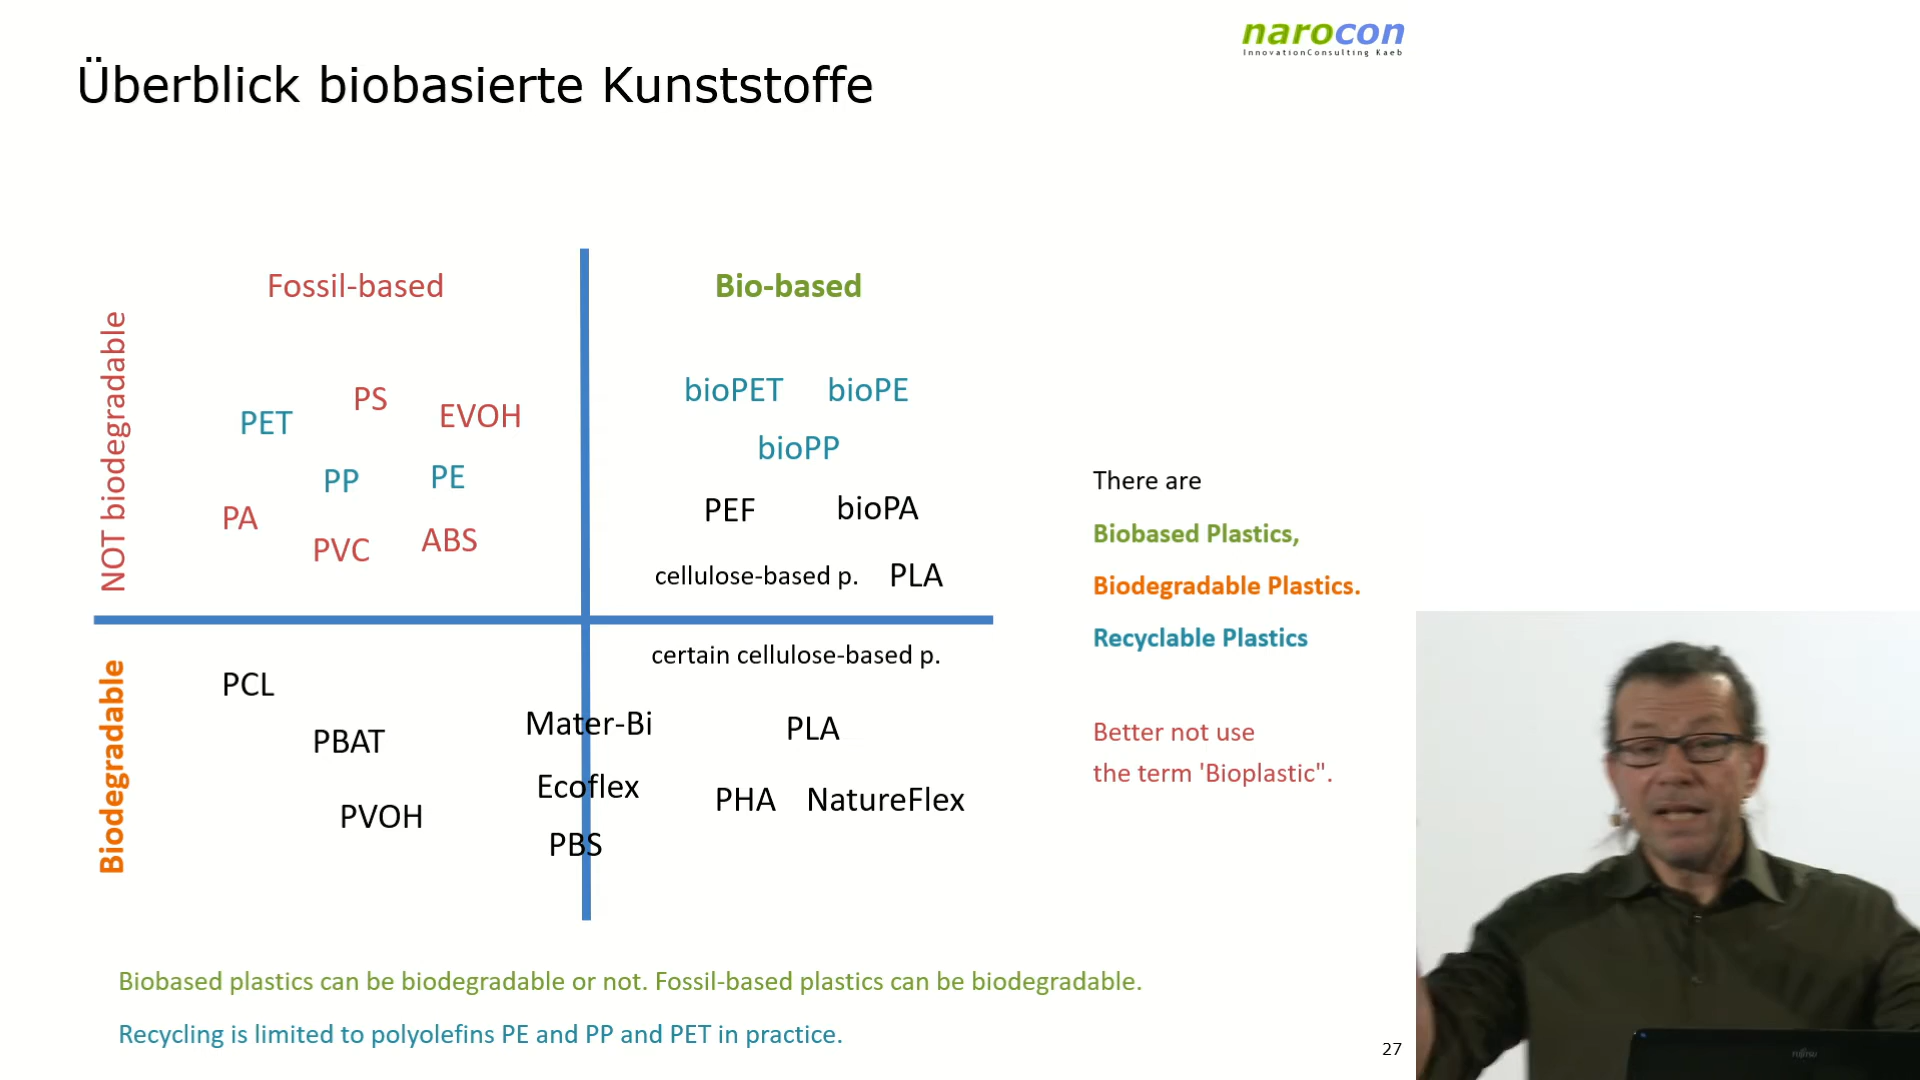 narocon
InnovationConsulting Kaeb
Überblick biobasierte Kunststoffe
Fossil-based
Bio-based
NOT biodegradable
PET
PS
EVOH
PP
PE
PA
PVC
ABS
bioPET
bioPE
bioPP
PEF
bioPA
cellulose-based p.
PLA
Biodegradable
PCL
PBAT
PVOH
Mater-Bi
Ecoflex
PBS
certain cellulose-based p.
PLA
PHA
NatureFlex
There are
Biobased Plastics,
Biodegradable Plastics.
Recyclable Plastics
Better not use
the term 'Bioplastic".
Biobased plastics can be biodegradable or not. Fossil-based plastics can be biodegradable.
Recycling is limited to polyolefins PE and PP and PET in practice.
27
FUJITSU